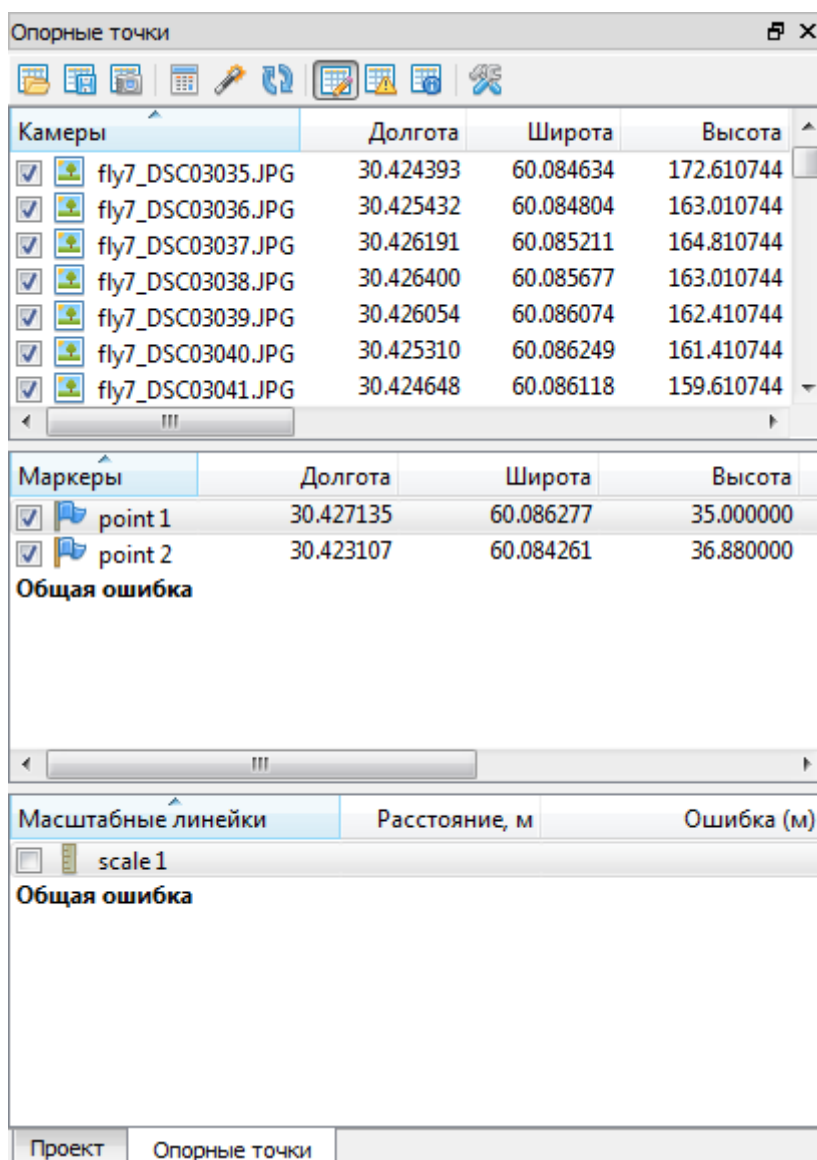 Опорные точки
Камеры Долгота Широта Высота
fly7_DSC03035.JPG 30.424393 60.084634 172.610744
fly7_DSC03036.JPG 30.425432 60.084804 163.010744
fly7_DSC03037.JPG 30.426191 60.085211 164.810744
fly7_DSC03038.JPG 30.426400 60.085677 163.010744
fly7_DSC03039.JPG 30.426054 60.086074 162.410744
fly7_DSC03040.JPG 30.425310 60.086249 161.410744
fly7_DSC03041.JPG 30.424648 60.086118 159.610744
Маркеры Долгота Широта Высота
point 1 30.427135 60.086277 35.000000
point 2 30.423107 60.084261 36.880000
Общая ошибка
Масштабные линейки Расстояние, м Ошибка (м)
scale 1
Общая ошибка
Проект Опорные точки